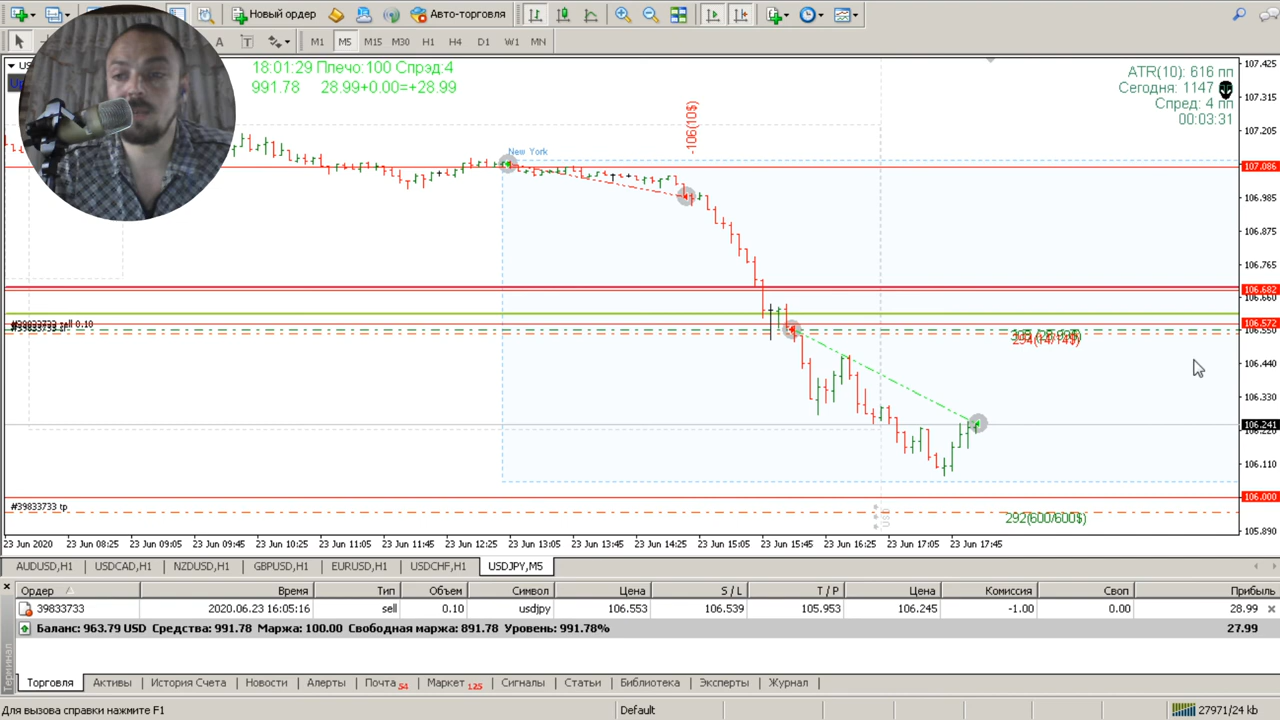 Новый ордер Авто-торговля
A T M1 M5 M15 M30 H1 H4 D1 W1 MN
18:01:29 Плечо:100 Спрэд:4
991.78 28.99+0.00=+28.99
ATR(10): 616 пп
Сегодня: 1147
Спред: 4 пп
00:03:31
-106(10$)
New York
107.425
107.315
107.205
107.086
106.985
106.875
106.765
106.682
106.660
106.572
106.550
106.440
106.330
106.241
106.220
106.110
106.000
105.890
#39833733 sell 0.10
#39833733 tp
292(600/600$)
USD
23 Jun 2020 23 Jun 08:25 23 Jun 09:05 23 Jun 09:45 23 Jun 10:25 23 Jun 11:05 23 Jun 11:45 23 Jun 12:25 23 Jun 13:05 23 Jun 13:45 23 Jun 14:25 23 Jun 15:05 23 Jun 15:45 23 Jun 16:25 23 Jun 17:05 23 Jun 17:45
AUDUSD,H1 USDCAD,H1 NZDUSD,H1 GBPUSD,H1 EURUSD,H1 USDCHF,H1 USDJPY,M5
Ордер Время Тип Объем Символ Цена S / L T / P Цена Комиссия Своп Прибыль
39833733 2020.06.23 16:05:16 sell 0.10 usdjpy 106.553 106.539 105.953 106.245 -1.00 0.00 28.99
Баланс: 963.79 USD Средства: 991.78 Маржа: 100.00 Свободная маржа: 891.78 Уровень: 991.78% 27.99
Терминал
Торговля Активы История Счета Новости Алерты Почта 54 Маркет 125 Сигналы Статьи Библиотека Эксперты Журнал
Для вызова справки нажмите F1 Default 27971/24 kb